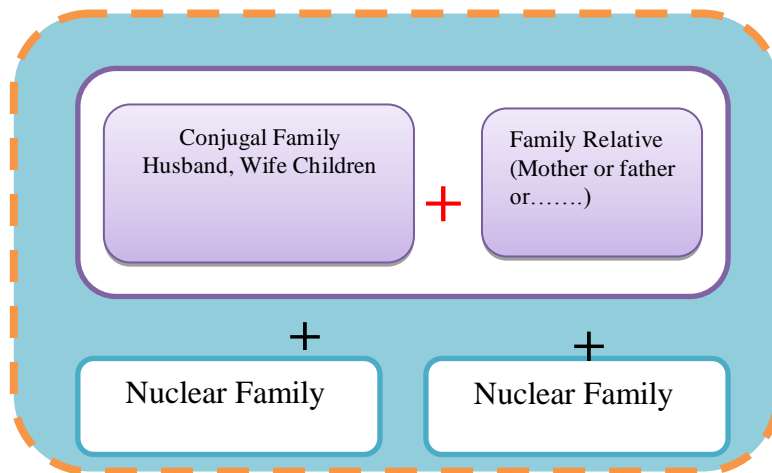 Conjugal Family
Husband, Wife Children
Family Relative
(Mother or father
or…….)
+
+
+
Nuclear Family
Nuclear Family